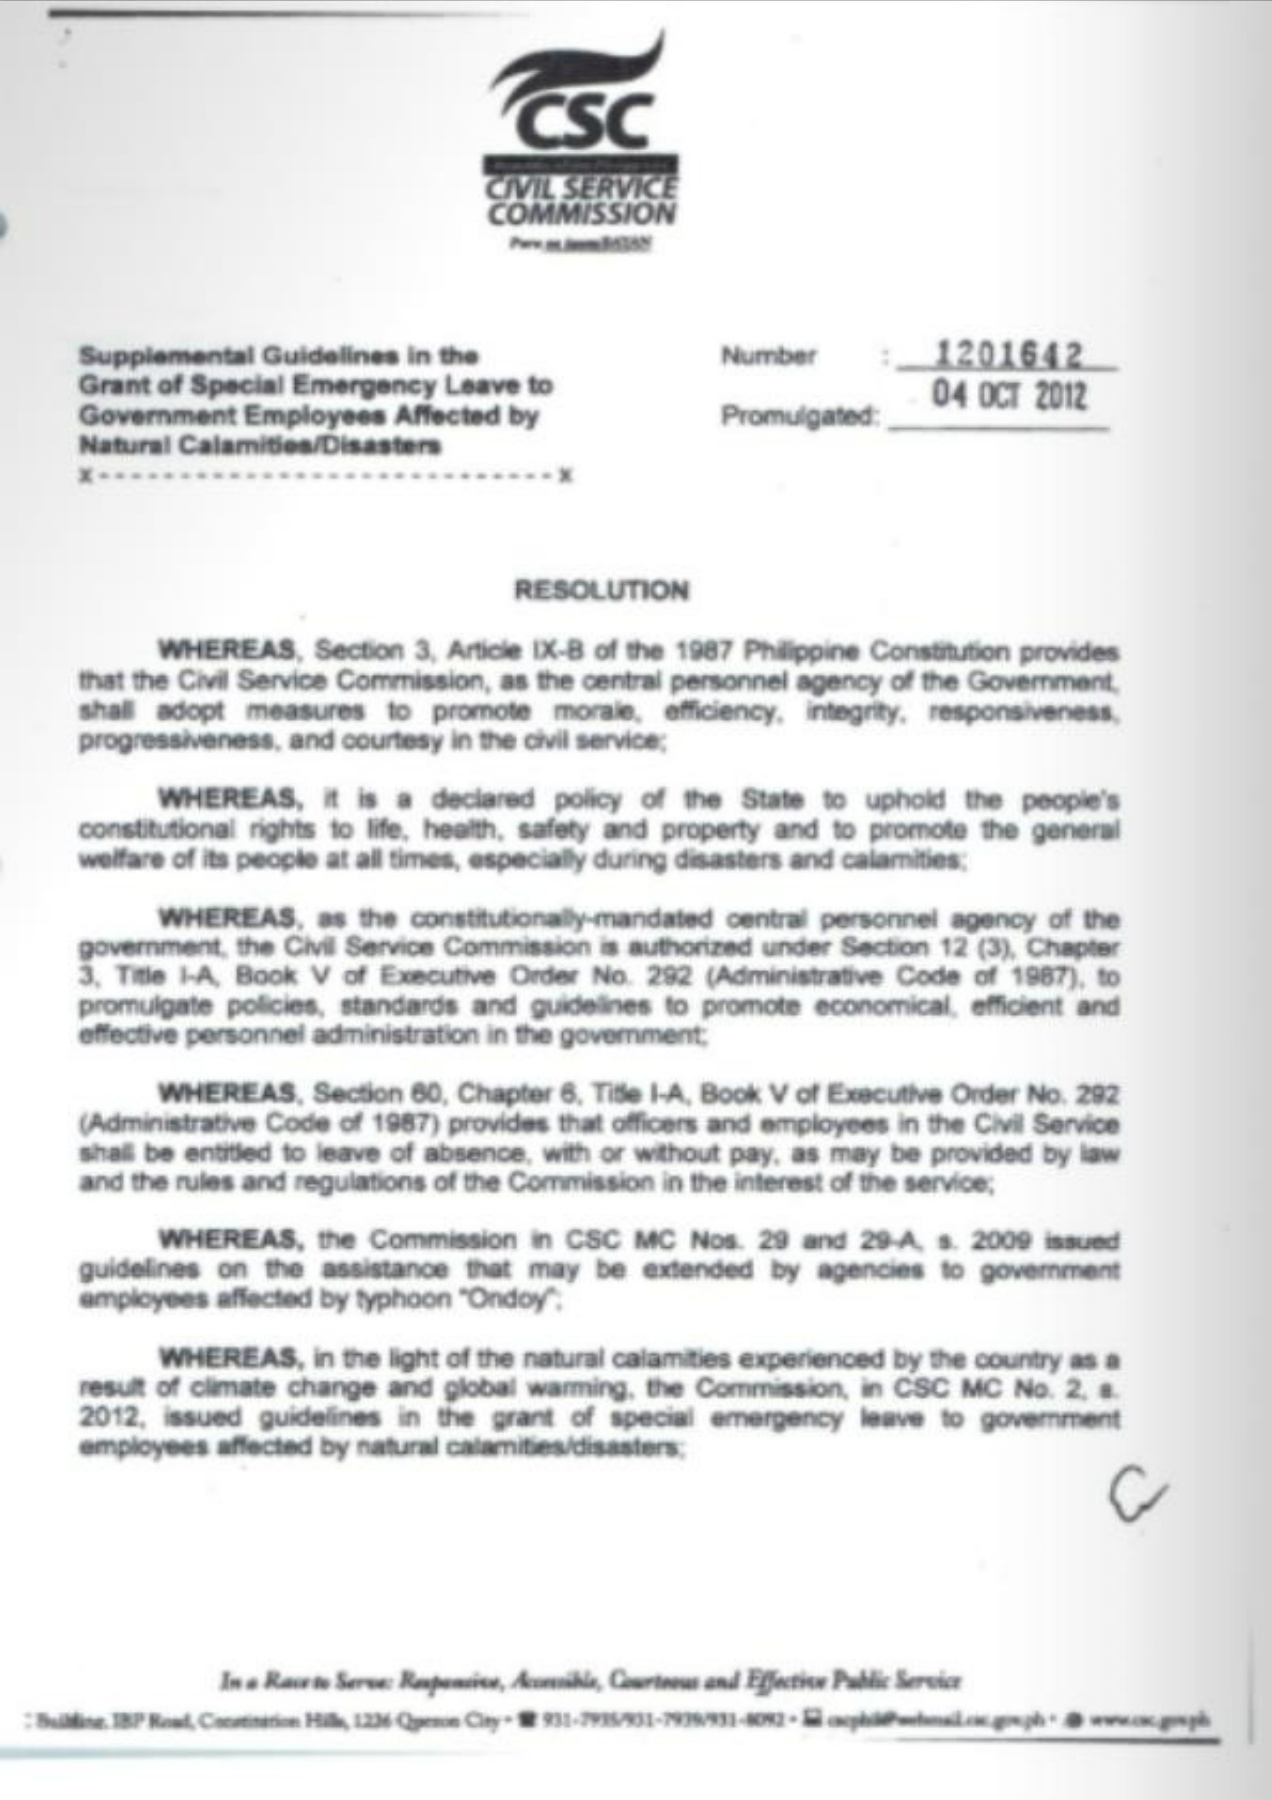 CSC
CIVIL SERVICE
COMMISSION
Supplemental Guidelines in the
Grant of Special Emergency Leave to
Government Employees Affected by
Natural Calamities/Disasters
x-----------------------------x
Number : 1201642
Promulgated: 04 OCT 2012
RESOLUTION
WHEREAS, Section 3, Article IX-B of the 1987 Philippine Constitution provides
that the Civil Service Commission, as the central personnel agency of the Government,
shall adopt measures to promote morale, efficiency, integrity, responsiveness,
progressiveness, and courtesy in the civil service;
WHEREAS, it is a declared policy of the State to uphold the people's
constitutional rights to life, health, safety and property and to promote the general
welfare of its people at all times, especially during disasters and calamities;
WHEREAS, as the constitutionally-mandated central personnel agency of the
government, the Civil Service Commission is authorized under Section 12 (3), Chapter
3, Title I-A, Book V of Executive Order No. 292 (Administrative Code of 1987), to
promulgate policies, standards and guidelines to promote economical, efficient and
effective personnel administration in the government;
WHEREAS, Section 60, Chapter 6, Title I-A, Book V of Executive Order No. 292
(Administrative Code of 1987) provides that officers and employees in the Civil Service
shall be entitled to leave of absence, with or without pay, as may be provided by law
and the rules and regulations of the Commission in the interest of the service;
WHEREAS, the Commission in CSC MC Nos. 29 and 29-A, s. 2009 issued
guidelines on the assistance that may be extended by agencies to government
employees affected by typhoon "Ondoy";
WHEREAS, in the light of the natural calamities experienced by the country as a
result of climate change and global warming, the Commission, in CSC MC No. 2, s.
2012, issued guidelines in the grant of special emergency leave to government
employees affected by natural calamities/disasters;
In a Race to Serve: Responsive, Accessible, Courteous and Effective Public Service
Building, IBP Road, Constitution Hills, 1226 Quezon City • ☎ 931-7935/931-7939/931-8092 • cscphil@webmail.csc.gov.ph • www.csc.gov.ph